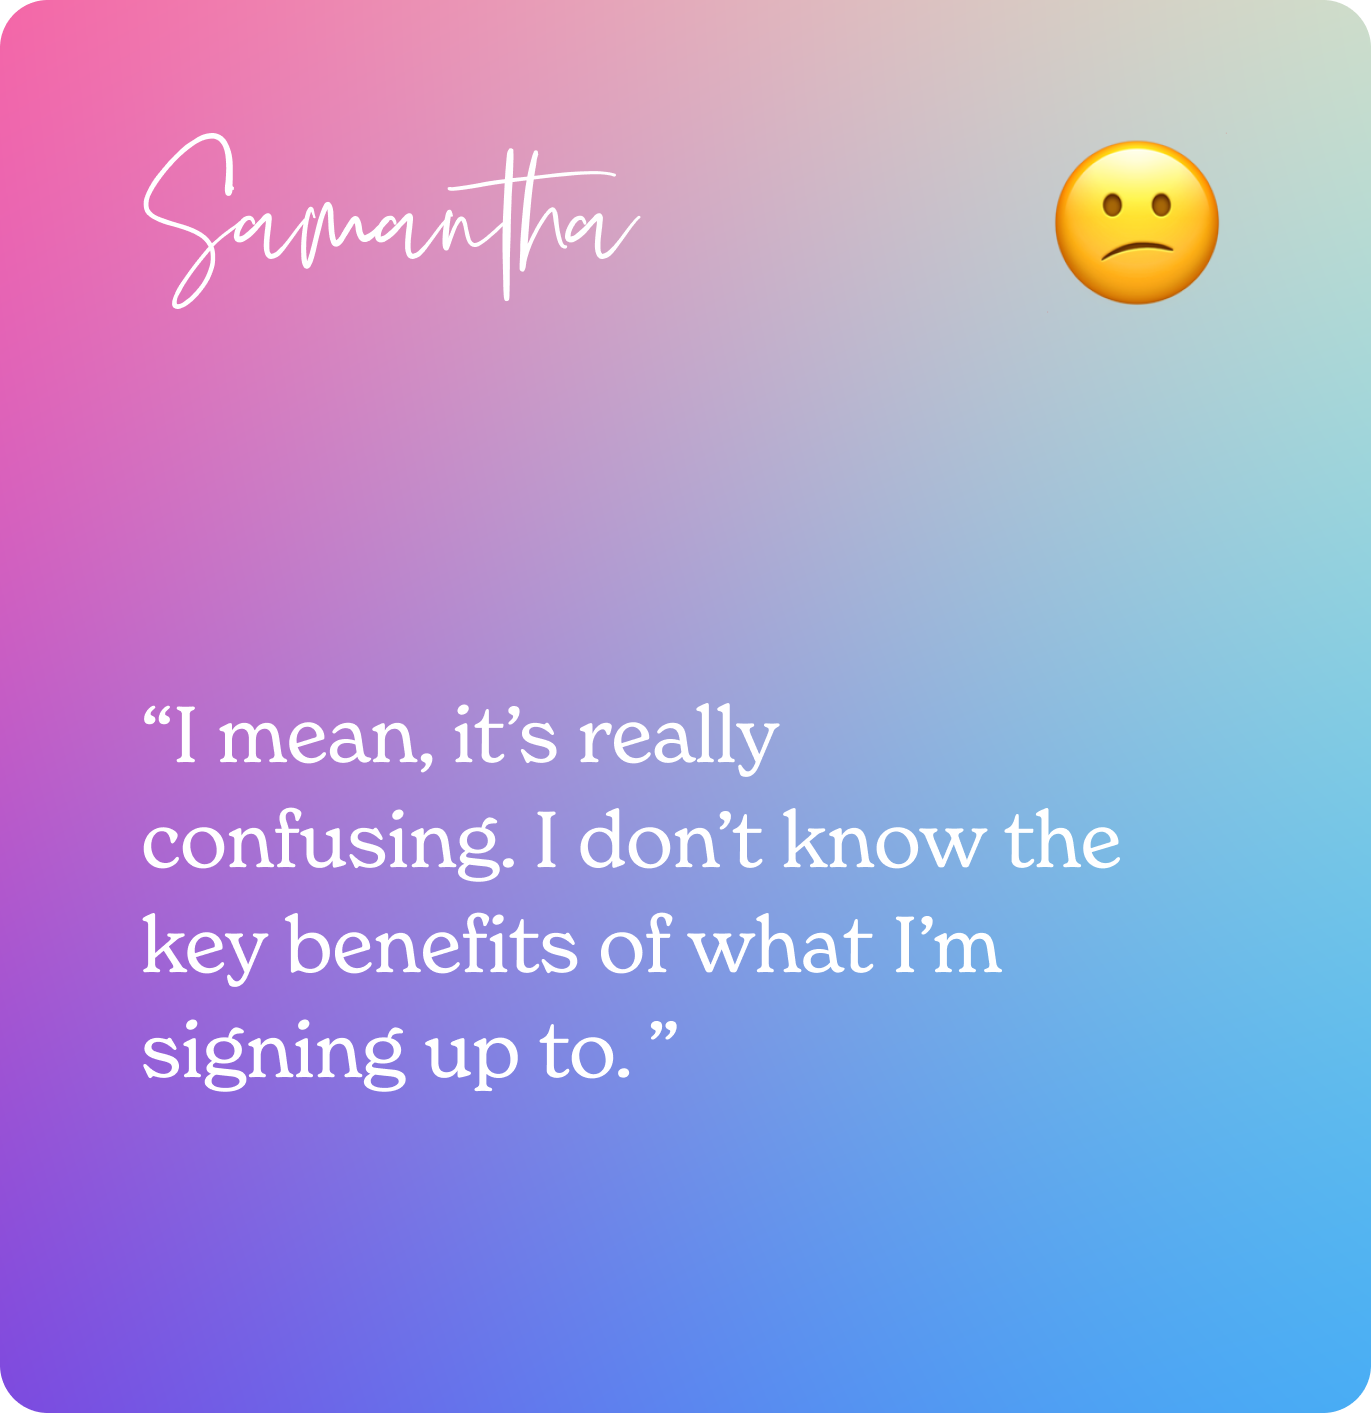 Samantha
“I mean, it’s really
confusing. I don’t know the
key benefits of what I’m
signing up to. ”